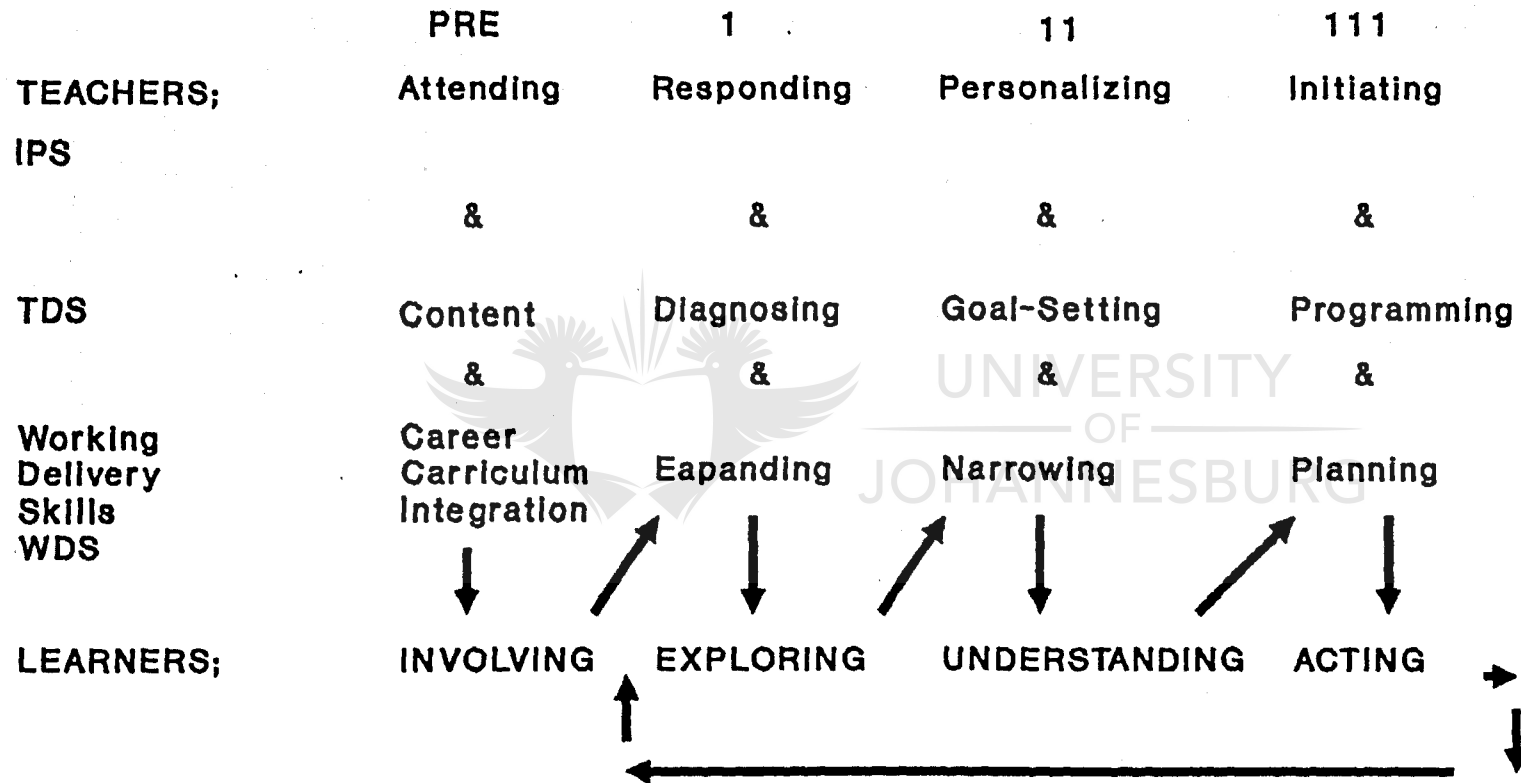 PRE 1 11 111
TEACHERS; Attending Responding Personalizing Initiating
IPS
& & & &
TDS Content Diagnosing Goal-Setting Programming
& & & &
Working Career
Delivery Carriculum Eapanding Narrowing Planning
Skills Integration
WDS
LEARNERS; INVOLVING EXPLORING UNDERSTANDING ACTING
UNIVERSITY
OF
JOHANNESBURG